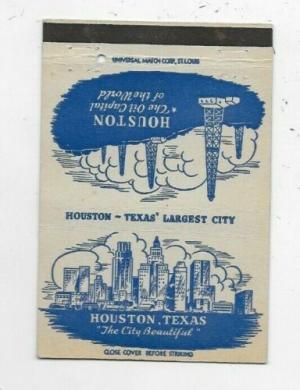 UNIVERSAL MATCH CORP., ST. LOUIS
HOUSTON
"The Oil Capital
of the World
HOUSTON ~ TEXAS' LARGEST CITY
HOUSTON, TEXAS
"The City Beautiful"
CLOSE COVER BEFORE STRIKING